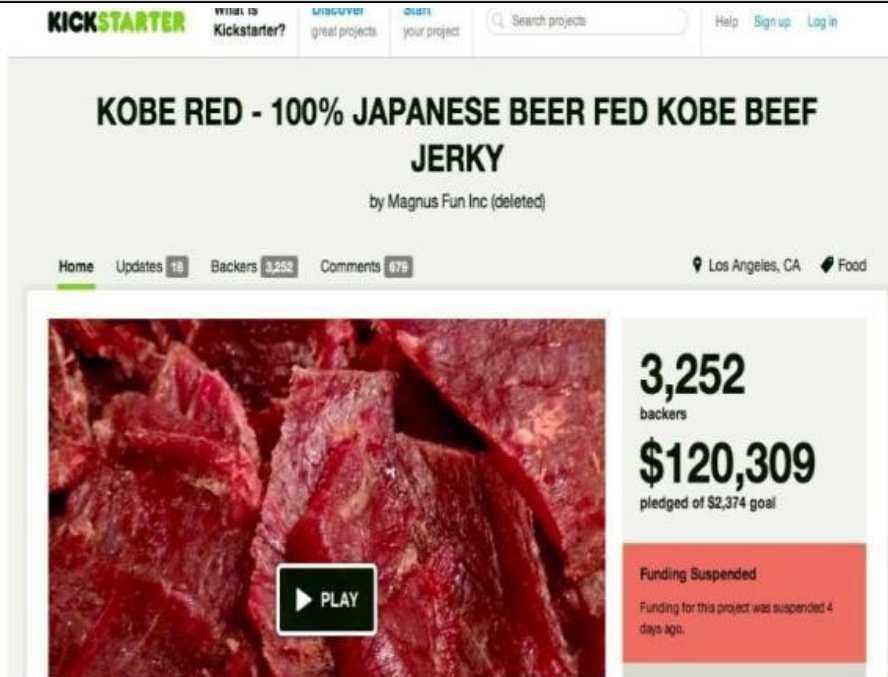 KICKSTARTER
What is
Kickstarter?
Discover
great projects
Start
your project
Search projects
Help Sign up Log in
KOBE RED - 100% JAPANESE BEER FED KOBE BEEF
JERKY
by Magnus Fun Inc (deleted)
Home Updates 18 Backers 3,252 Comments 679
Los Angeles, CA Food
3,252
backers
$120,309
pledged of $2,374 goal
Funding Suspended
Funding for this project was suspended 4
days ago.
PLAY